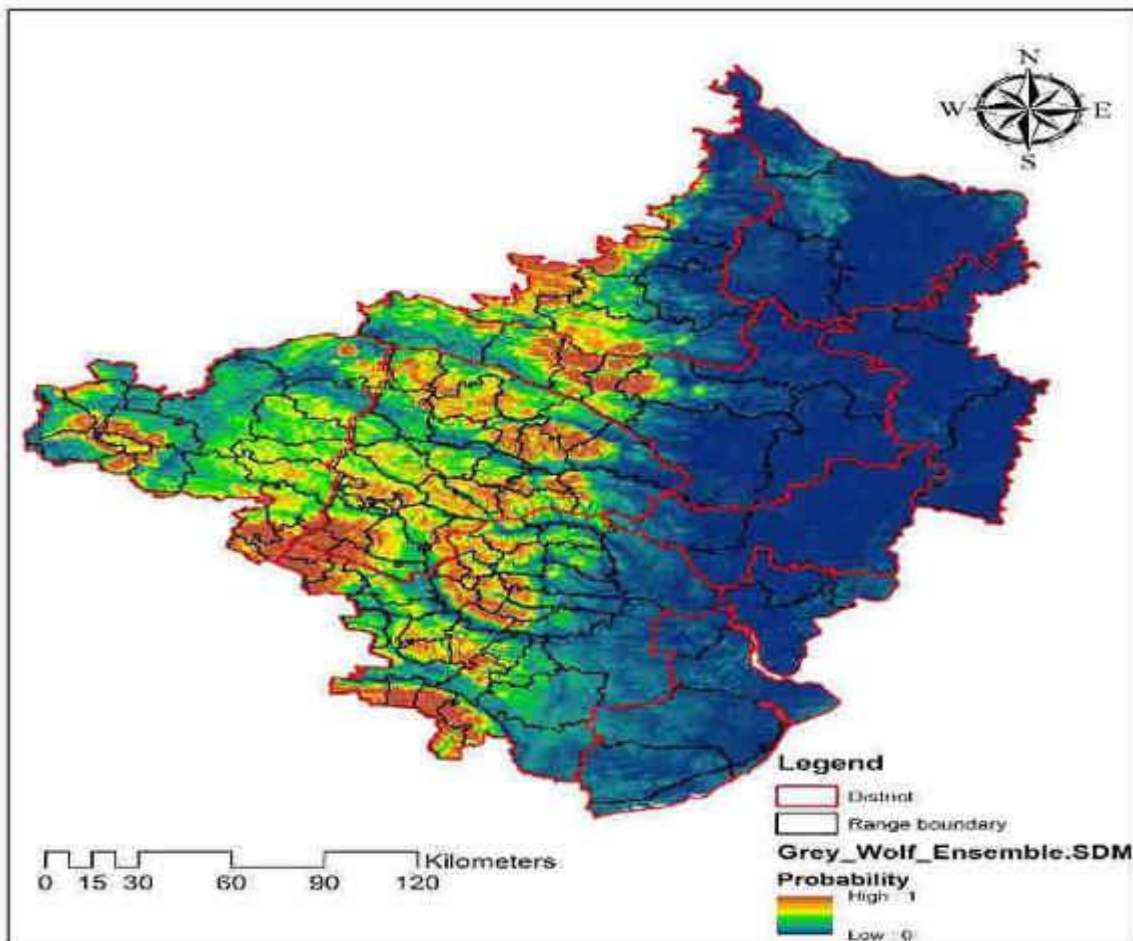 N
W E
S
Legend
District
Range boundary
Grey_Wolf_Ensemble.SDM
Probability
High : 1
Low : 0
Kilometers
0 15 30 60 90 120